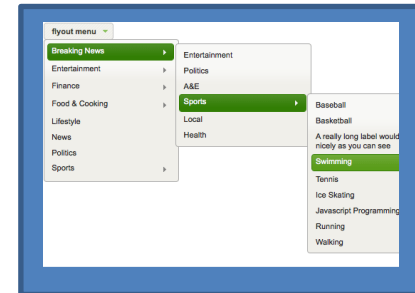 flyout menu
Breaking News
Entertainment
Finance
Food & Cooking
Lifestyle
News
Politics
Sports
Entertainment
Politics
A&E
Sports
Local
Health
Baseball
Basketball
A really long label would
nicely as you can see
Swimming
Tennis
Ice Skating
Javascript Programming
Running
Walking